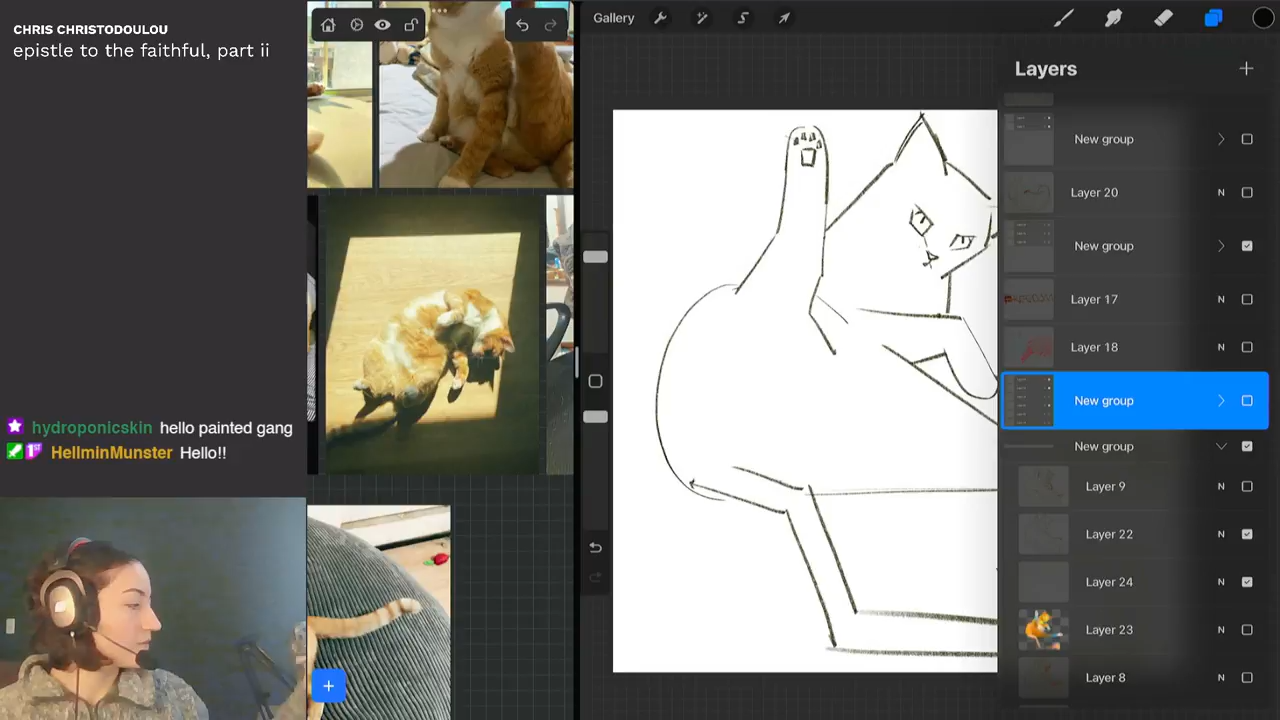 CHRIS CHRISTODOULOU
epistle to the faithful, part ii
hydroponicskin hello painted gang
HellminMunster Hello!!
Gallery
Layers
New group
Layer 20 N
New group
Layer 17 N
Layer 18 N
New group
New group
Layer 9 N
Layer 22 N
Layer 24 N
Layer 23 N
Layer 8 N